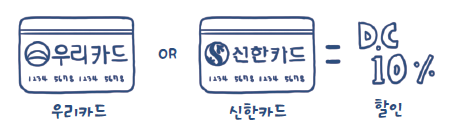 우리카드
1234 5678 1234 5678
우리카드
OR
신한카드
1234 5678 1234 5678
신한카드
=
D.C
10%
할인